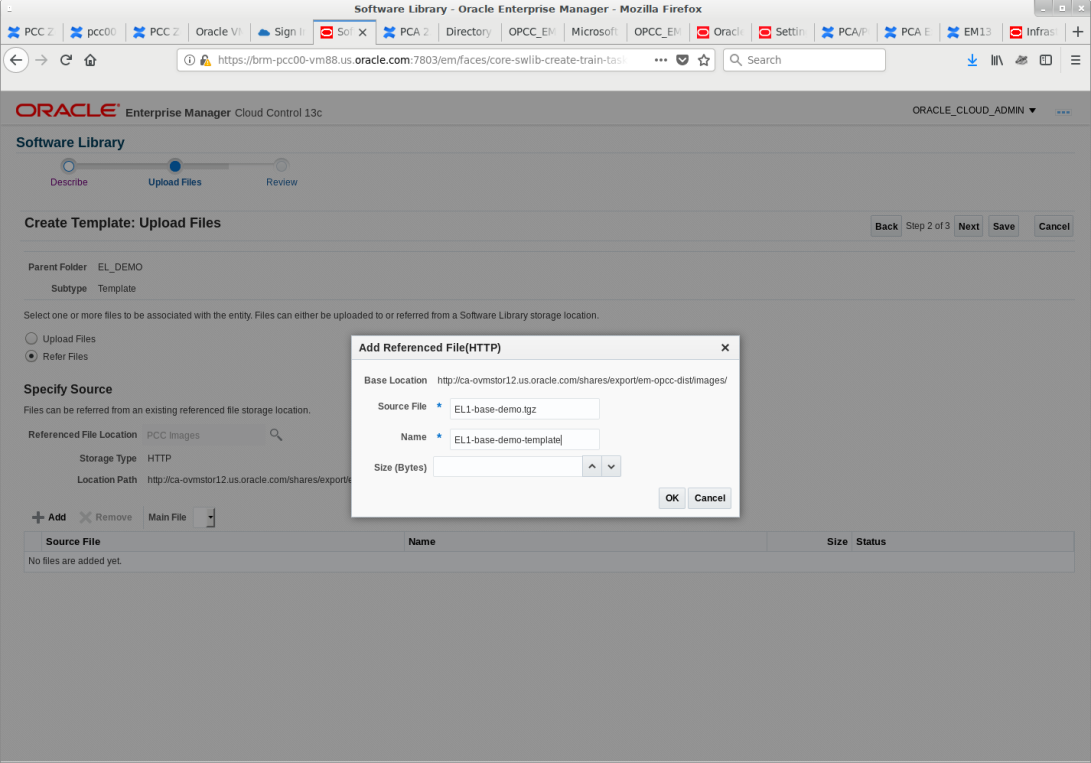 Software Library - Oracle Enterprise Manager - Mozilla Firefox
PCC Z pcc00 PCC Z Oracle VM Sign In Sof PCA 2 Directory OPCC_EM Microsoft OPCC_EM Oracle Settin PCA/P PCA E EM13 Infras
https://brm-pcc00-vm88.us.oracle.com:7803/em/faces/core-swlib-create-train-task Search
ORACLE Enterprise Manager Cloud Control 13c ORACLE_CLOUD_ADMIN
Software Library
Describe Upload Files Review
Create Template: Upload Files Back Step 2 of 3 Next Save Cancel
Parent Folder EL_DEMO
Subtype Template
Select one or more files to be associated with the entity. Files can either be uploaded to or referred from a Software Library storage location.
Upload Files
Refer Files
Specify Source
Files can be referred from an existing referenced file storage location.
Referenced File Location PCC Images
Storage Type HTTP
Location Path http://ca-ovmstor12.us.oracle.com/shares/export/e
Add Remove Main File
Source File Name Size Status
No files are added yet.
Add Referenced File(HTTP)
Base Location http://ca-ovmstor12.us.oracle.com/shares/export/em-opcc-dist/images/
Source File * EL1-base-demo.tgz
Name * EL1-base-demo-template
Size (Bytes)
OK Cancel